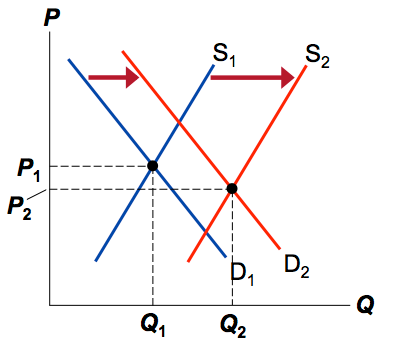 P
S₁
S₂
P₁
P₂
D₁
D₂
Q₁
Q₂
Q